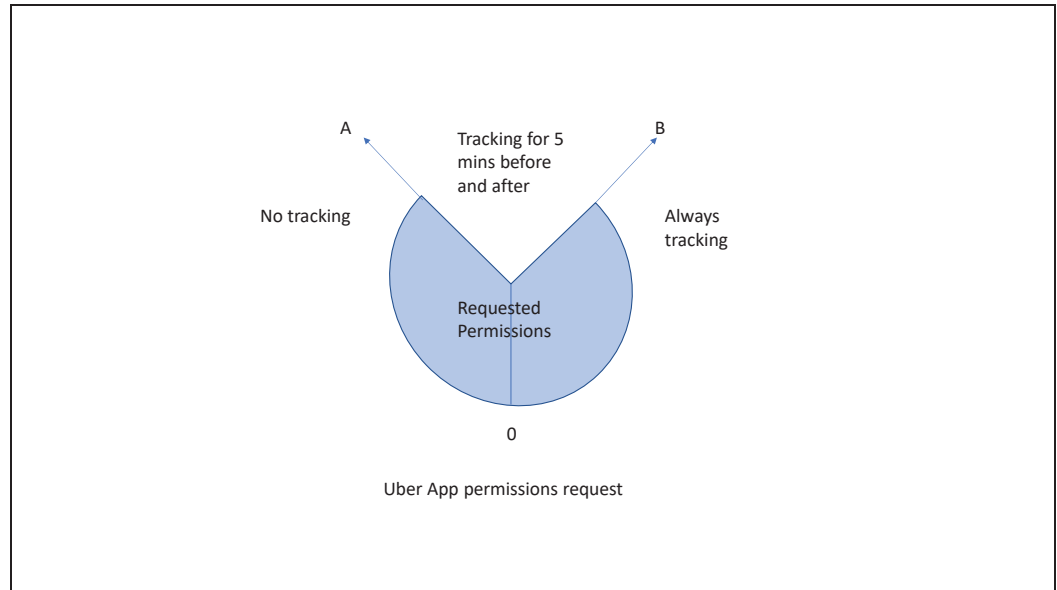 A
B
Tracking for 5
mins before
and after
No tracking
Always
tracking
Requested
Permissions
0
Uber App permissions request